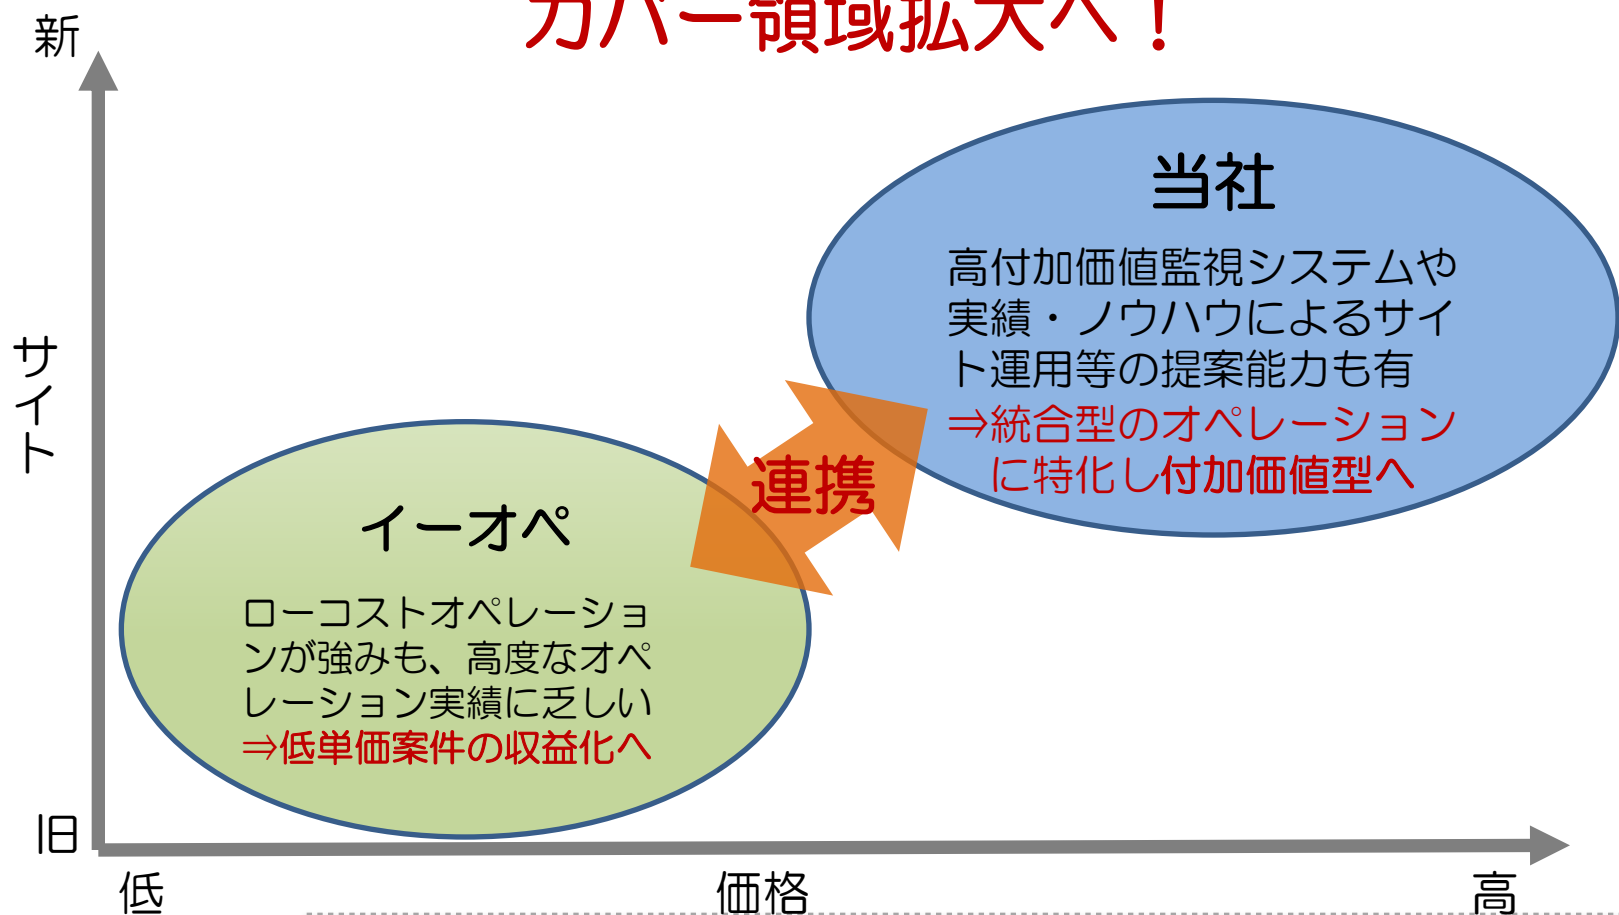 カバー領域拡大へ！
新
当社
高付加価値監視システムや
実績・ノウハウによるサイ
ト運用等の提案能力も有
⇒統合型のオペレーション
に特化し付加価値型へ
サイト
連携
イーオペ
ローコストオペレーショ
ンが強みも、高度なオペ
レーション実績に乏しい
⇒低単価案件の収益化へ
旧
低
価格
高